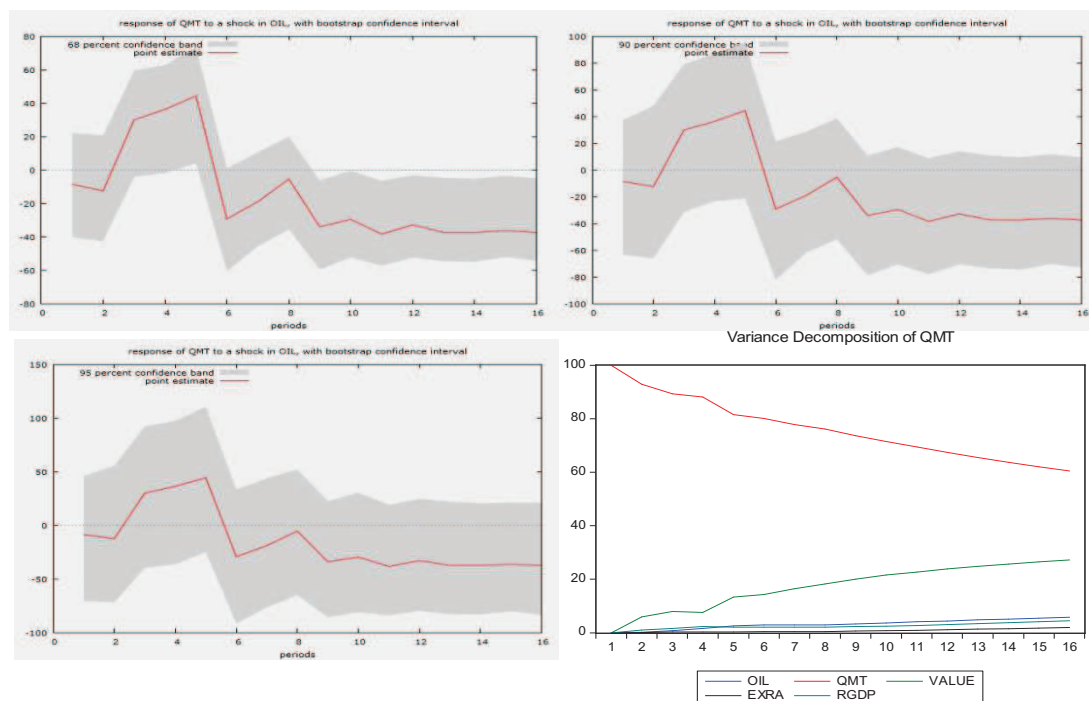 response of QMT to a shock in OIL, with bootstrap confidence interval
68 percent confidence band
point estimate
80
60
40
20
0
-20
-40
-60
-80
0 2 4 6 8 10 12 14 16
periods
response of QMT to a shock in OIL, with bootstrap confidence interval
90 percent confidence band
point estimate
100
80
60
40
20
0
-20
-40
-60
-80
-100
0 2 4 6 8 10 12 14 16
periods
response of QMT to a shock in OIL, with bootstrap confidence interval
95 percent confidence band
point estimate
150
100
50
0
-50
-100
0 2 4 6 8 10 12 14 16
periods
Variance Decomposition of QMT
100
80
60
40
20
0
1 2 3 4 5 6 7 8 9 10 11 12 13 14 15 16
OIL QMT VALUE
EXRA RGDP